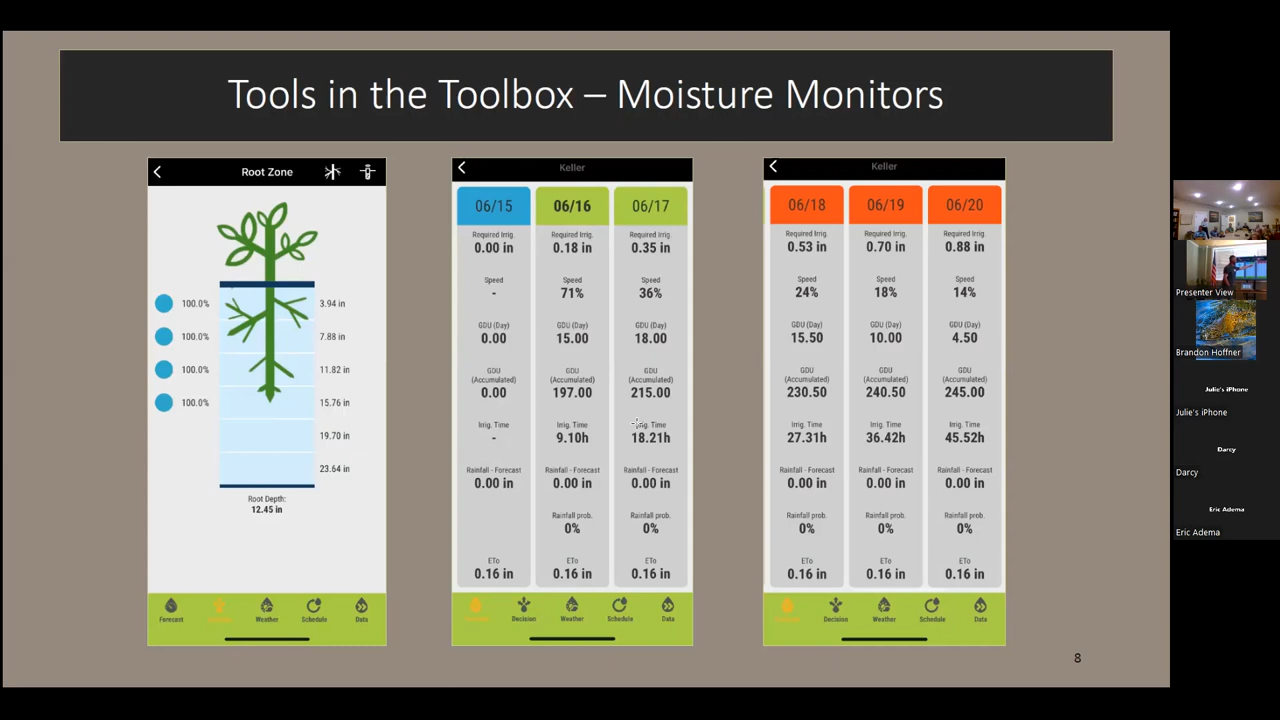 Tools in the Toolbox – Moisture Monitors
Root Zone
100.0% 3.94 in
100.0% 7.88 in
100.0% 11.82 in
100.0% 15.76 in
19.70 in
23.64 in
Root Depth:
12.45 in
Forecast Weather Schedule Data
Keller
06/15 06/16 06/17
Required Irrig. Required Irrig. Required Irrig.
0.00 in 0.18 in 0.35 in
Speed Speed Speed
- 71% 36%
GDU (Day) GDU (Day) GDU (Day)
0.00 15.00 18.00
GDU GDU GDU
(Accumulated) (Accumulated) (Accumulated)
0.00 197.00 215.00
Irrig. Time Irrig. Time Irrig. Time
- 9.10h 18.21h
Rainfall - Forecast Rainfall - Forecast Rainfall - Forecast
0.00 in 0.00 in 0.00 in
Rainfall prob. Rainfall prob.
0% 0%
ETo ETo ETo
0.16 in 0.16 in 0.16 in
Decision Weather Schedule Data
Keller
06/18 06/19 06/20
Required Irrig. Required Irrig. Required Irrig.
0.53 in 0.70 in 0.88 in
Speed Speed Speed
24% 18% 14%
GDU (Day) GDU (Day) GDU (Day)
15.50 10.00 4.50
GDU GDU GDU
(Accumulated) (Accumulated) (Accumulated)
230.50 240.50 245.00
Irrig. Time Irrig. Time Irrig. Time
27.31h 36.42h 45.52h
Rainfall - Forecast Rainfall - Forecast Rainfall - Forecast
0.00 in 0.00 in 0.00 in
Rainfall prob. Rainfall prob. Rainfall prob.
0% 0% 0%
ETo ETo ETo
0.16 in 0.16 in 0.16 in
Decision Weather Schedule Data
8
Presenter View
Brandon Hoffner
Julie's iPhone
Julie's iPhone
Darcy
Darcy
Eric Adema
Eric Adema